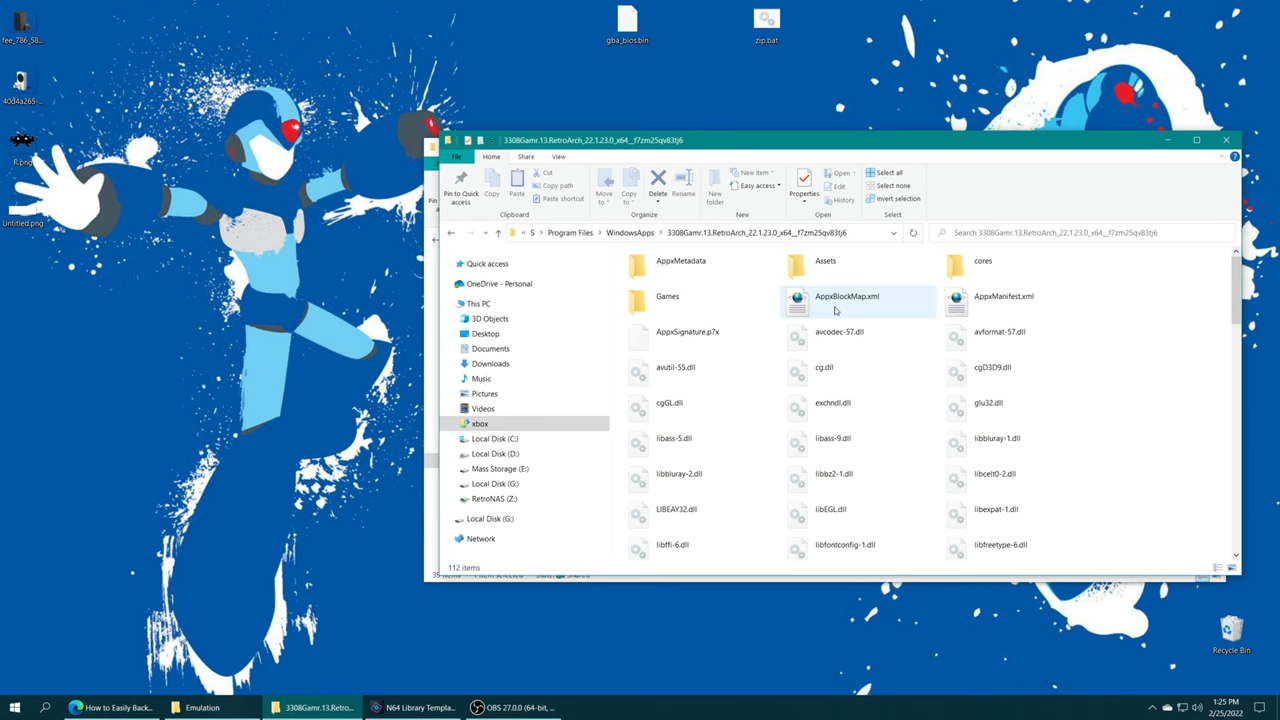 fee_786_58...
40d4a265-...
R.png
Untitled.png
gba_bios.bin
zip.bat
3308Gamr.13.RetroArch_22.1.23.0_x64__f7zm25qv83tj6
File
Home
Share
View
Pin to Quick access
Copy
Paste
Cut
Copy path
Paste shortcut
Clipboard
Move to
Copy to
Delete
Rename
Organize
New folder
New item
Easy access
New
Properties
Open
Edit
History
Open
Select all
Select none
Invert selection
Select
« S > Program Files > WindowsApps > 3308Gamr.13.RetroArch_22.1.23.0_x64__f7zm25qv83tj6
Search 3308Gamr.13.RetroArch_22.1.23.0_x64__f7zm25qv83tj6
Quick access
OneDrive - Personal
This PC
3D Objects
Desktop
Documents
Downloads
Music
Pictures
Videos
xbox
Local Disk (C:)
Local Disk (D:)
Mass Storage (E:)
Local Disk (G:)
RetroNAS (Z:)
Local Disk (G:)
Network
AppxMetadata
Assets
cores
Games
AppxBlockMap.xml
AppxManifest.xml
AppxSignature.p7x
avcodec-57.dll
avformat-57.dll
avutil-55.dll
cg.dll
cgD3D9.dll
cgGL.dll
exchndl.dll
glu32.dll
libass-5.dll
libass-9.dll
libbluray-1.dll
libbluray-2.dll
libbz2-1.dll
libcelt0-2.dll
LIBEAY32.dll
libEGL.dll
libexpat-1.dll
libffi-6.dll
libfontconfig-1.dll
libfreetype-6.dll
112 items
Recycle Bin
How to Easily Back...
Emulation
3308Gamr.13.Retro...
N64 Library Templa...
OBS 27.0.0 (64-bit, ...
1:25 PM
2/25/2022